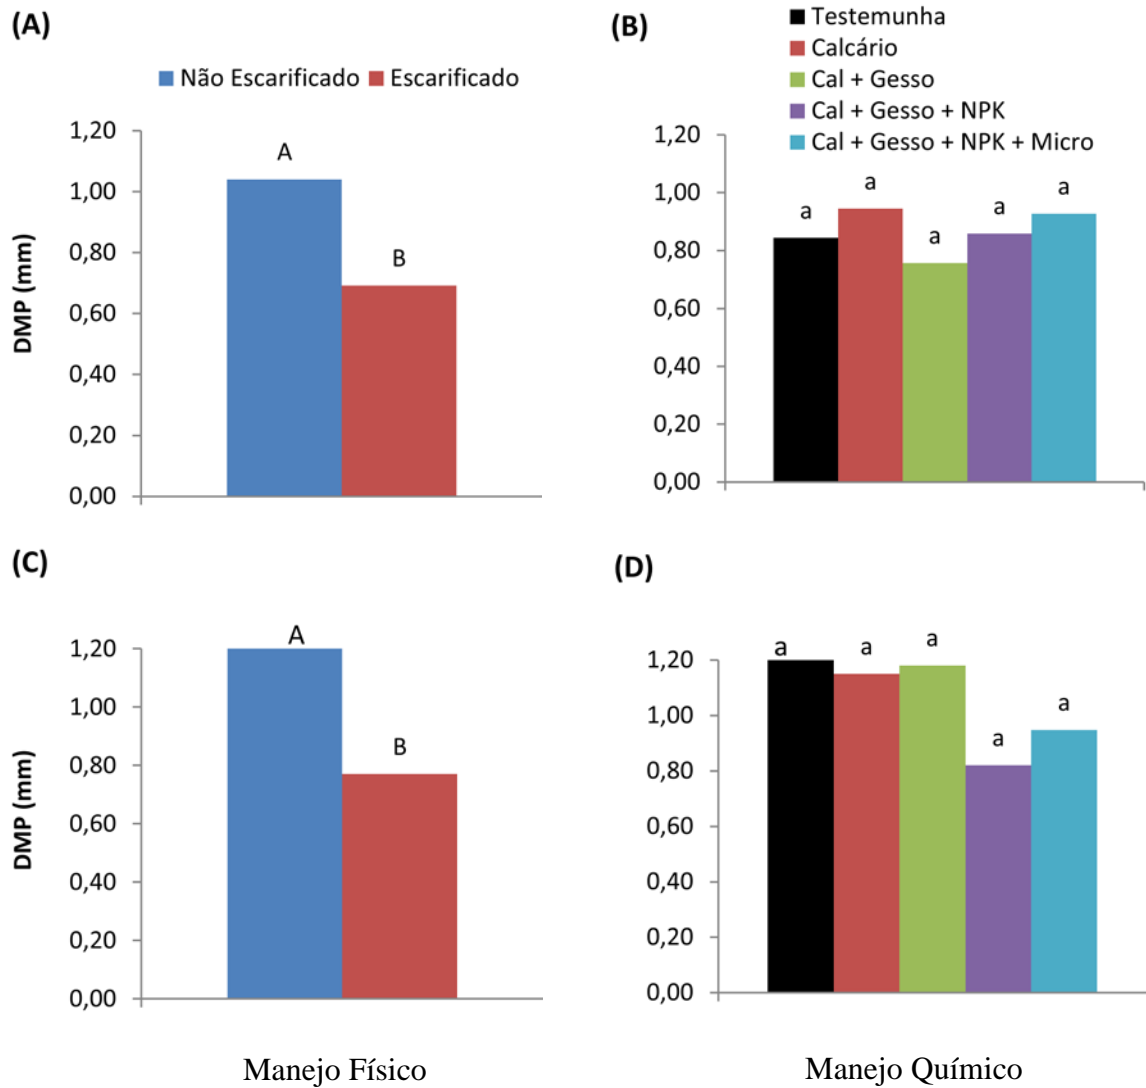 (A)
Não Escarificado Escarificado
DMP (mm)
1,20
1,00
0,80
0,60
0,40
0,20
0,00
A
B
(B)
Testemunha
Calcário
Cal + Gesso
Cal + Gesso + NPK
Cal + Gesso + NPK + Micro
1,20
1,00
0,80
0,60
0,40
0,20
0,00
a
a
a
a
a
(C)
DMP (mm)
1,20
1,00
0,80
0,60
0,40
0,20
0,00
A
B
Manejo Físico
(D)
1,20
1,00
0,80
0,60
0,40
0,20
0,00
a
a
a
a
a
Manejo Químico